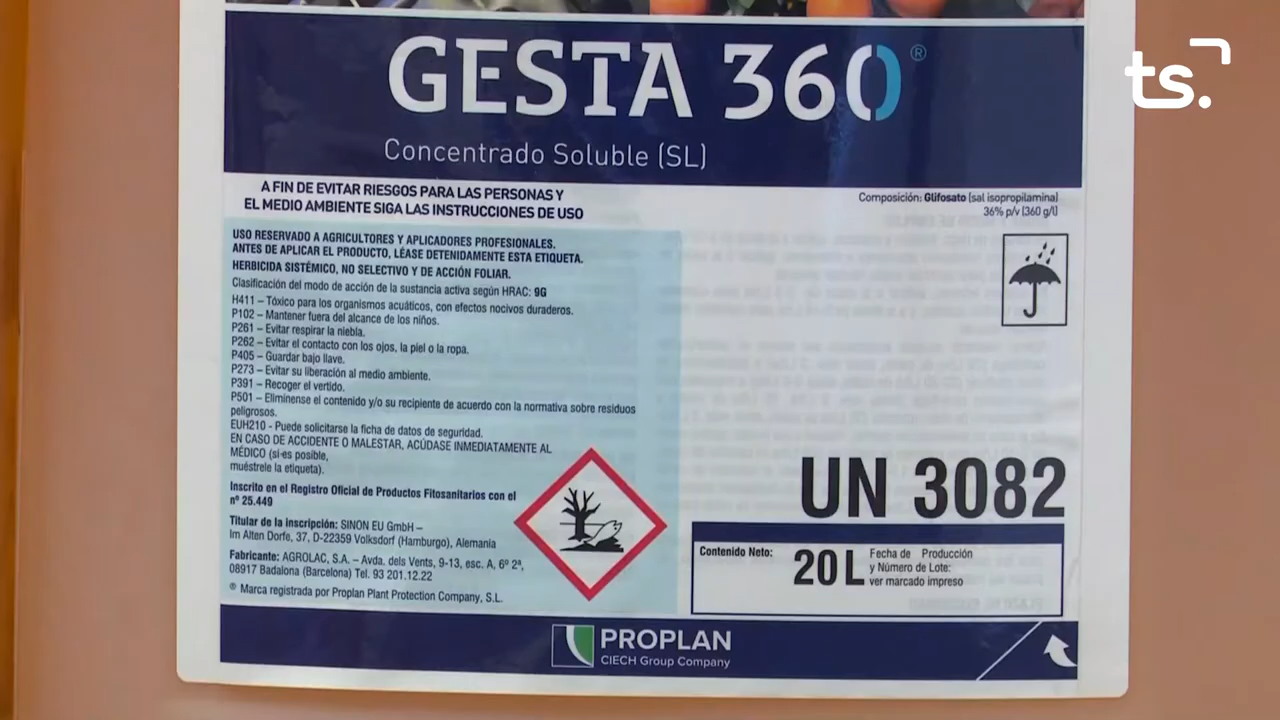 GESTA 360®
ts.
Concentrado Soluble (SL)
A FIN DE EVITAR RIESGOS PARA LAS PERSONAS Y
EL MEDIO AMBIENTE SIGA LAS INSTRUCCIONES DE USO
Composición: Glifosato (sal isopropilamina)
36% p/v (360 g/l)
USO RESERVADO A AGRICULTORES Y APLICADORES PROFESIONALES.
ANTES DE APLICAR EL PRODUCTO, LÉASE DETENIDAMENTE ESTA ETIQUETA.
HERBICIDA SISTÉMICO, NO SELECTIVO Y DE ACCIÓN FOLIAR.
Clasificación del modo de acción de la sustancia activa según HRAC: 9G
H411 – Tóxico para los organismos acuáticos, con efectos nocivos duraderos.
P102 – Mantener fuera del alcance de los niños.
P261 – Evitar respirar la niebla.
P262 – Evitar el contacto con los ojos, la piel o la ropa.
P405 – Guardar bajo llave.
P273 – Evitar su liberación al medio ambiente.
P391 – Recoger el vertido.
P501 – Elimínense el contenido y/o su recipiente de acuerdo con la normativa sobre residuos
peligrosos.
EUH210 - Puede solicitarse la ficha de datos de seguridad.
EN CASO DE ACCIDENTE O MALESTAR, ACÚDASE INMEDIATAMENTE AL
MÉDICO (si es posible,
muéstrele la etiqueta).
Inscrito en el Registro Oficial de Productos Fitosanitarios con el
nº 25.449
Titular de la inscripción: SINON EU GmbH –
Im Alten Dorfe, 37, D-22359 Volksdorf (Hamburgo), Alemania
Fabricante: AGROLAC, S.A. – Avda. dels Vents, 9-13, esc. A, 6º 2ª,
08917 Badalona (Barcelona) Tel. 93 201.12.22
® Marca registrada por Proplan Plant Protection Company, S.L.
UN 3082
Contenido Neto: 20 L
Fecha de Producción
y Número de Lote:
ver marcado impreso
PROPLAN
CIECH Group Company